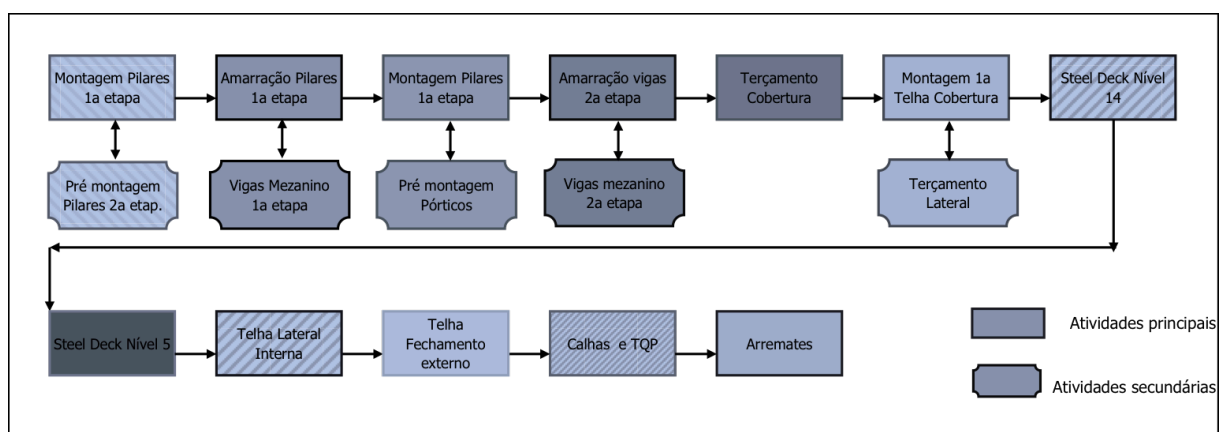 Montagem Pilares
1a etapa
Amarração Pilares
1a etapa
Montagem Pilares
1a etapa
Amarração vigas
2a etapa
Terçamento
Cobertura
Montagem 1a
Telha Cobertura
Steel Deck Nível
14
Pré montagem
Pilares 2a etap.
Vigas Mezanino
1a etapa
Pré montagem
Pórticos
Vigas mezanino
2a etapa
Terçamento
Lateral
Steel Deck Nível 5
Telha Lateral
Interna
Telha
Fechamento
externo
Calhas e TQP
Arremates
Atividades principais
Atividades secundárias